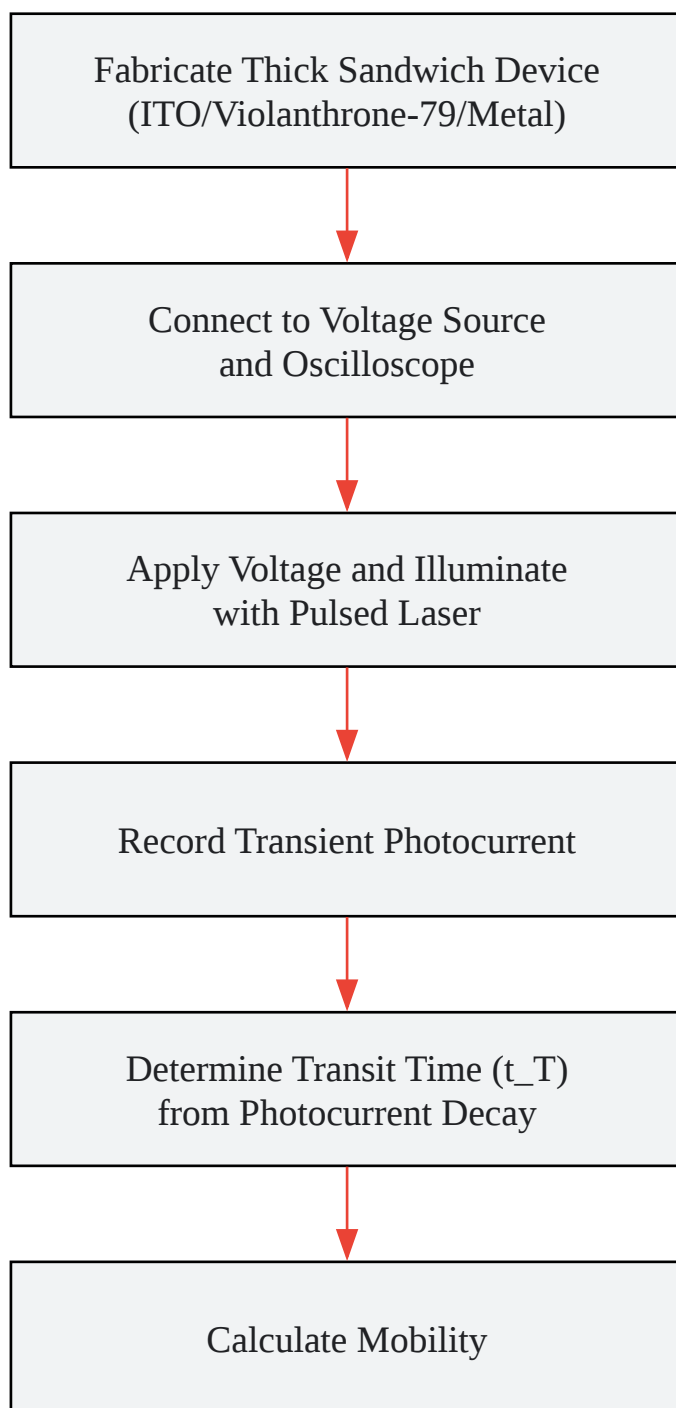 Fabricate Thick Sandwich Device
(ITO/Violanthrone-79/Metal)
Connect to Voltage Source
and Oscilloscope
Apply Voltage and Illuminate
with Pulsed Laser
Record Transient Photocurrent
Determine Transit Time (t_T)
from Photocurrent Decay
Calculate Mobility